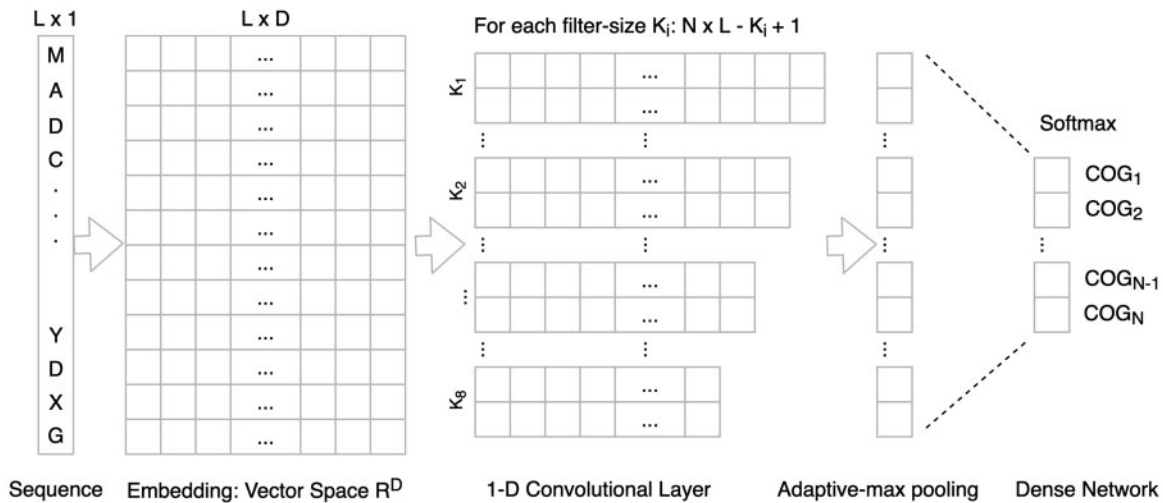 L x 1
L x D
For each filter-size Ki: N x L - Ki + 1
M
A
D
C
.
.
.
Y
D
X
G
...
...
...
...
...
...
...
...
...
...
...
...
K1
...
...
...
...
K2
...
...
...
...
...
...
...
...
...
K8
...
...
...
...
...
Softmax
COG1
COG2
...
COGN-1
COGN
Sequence
Embedding: Vector Space R^D
1-D Convolutional Layer
Adaptive-max pooling
Dense Network